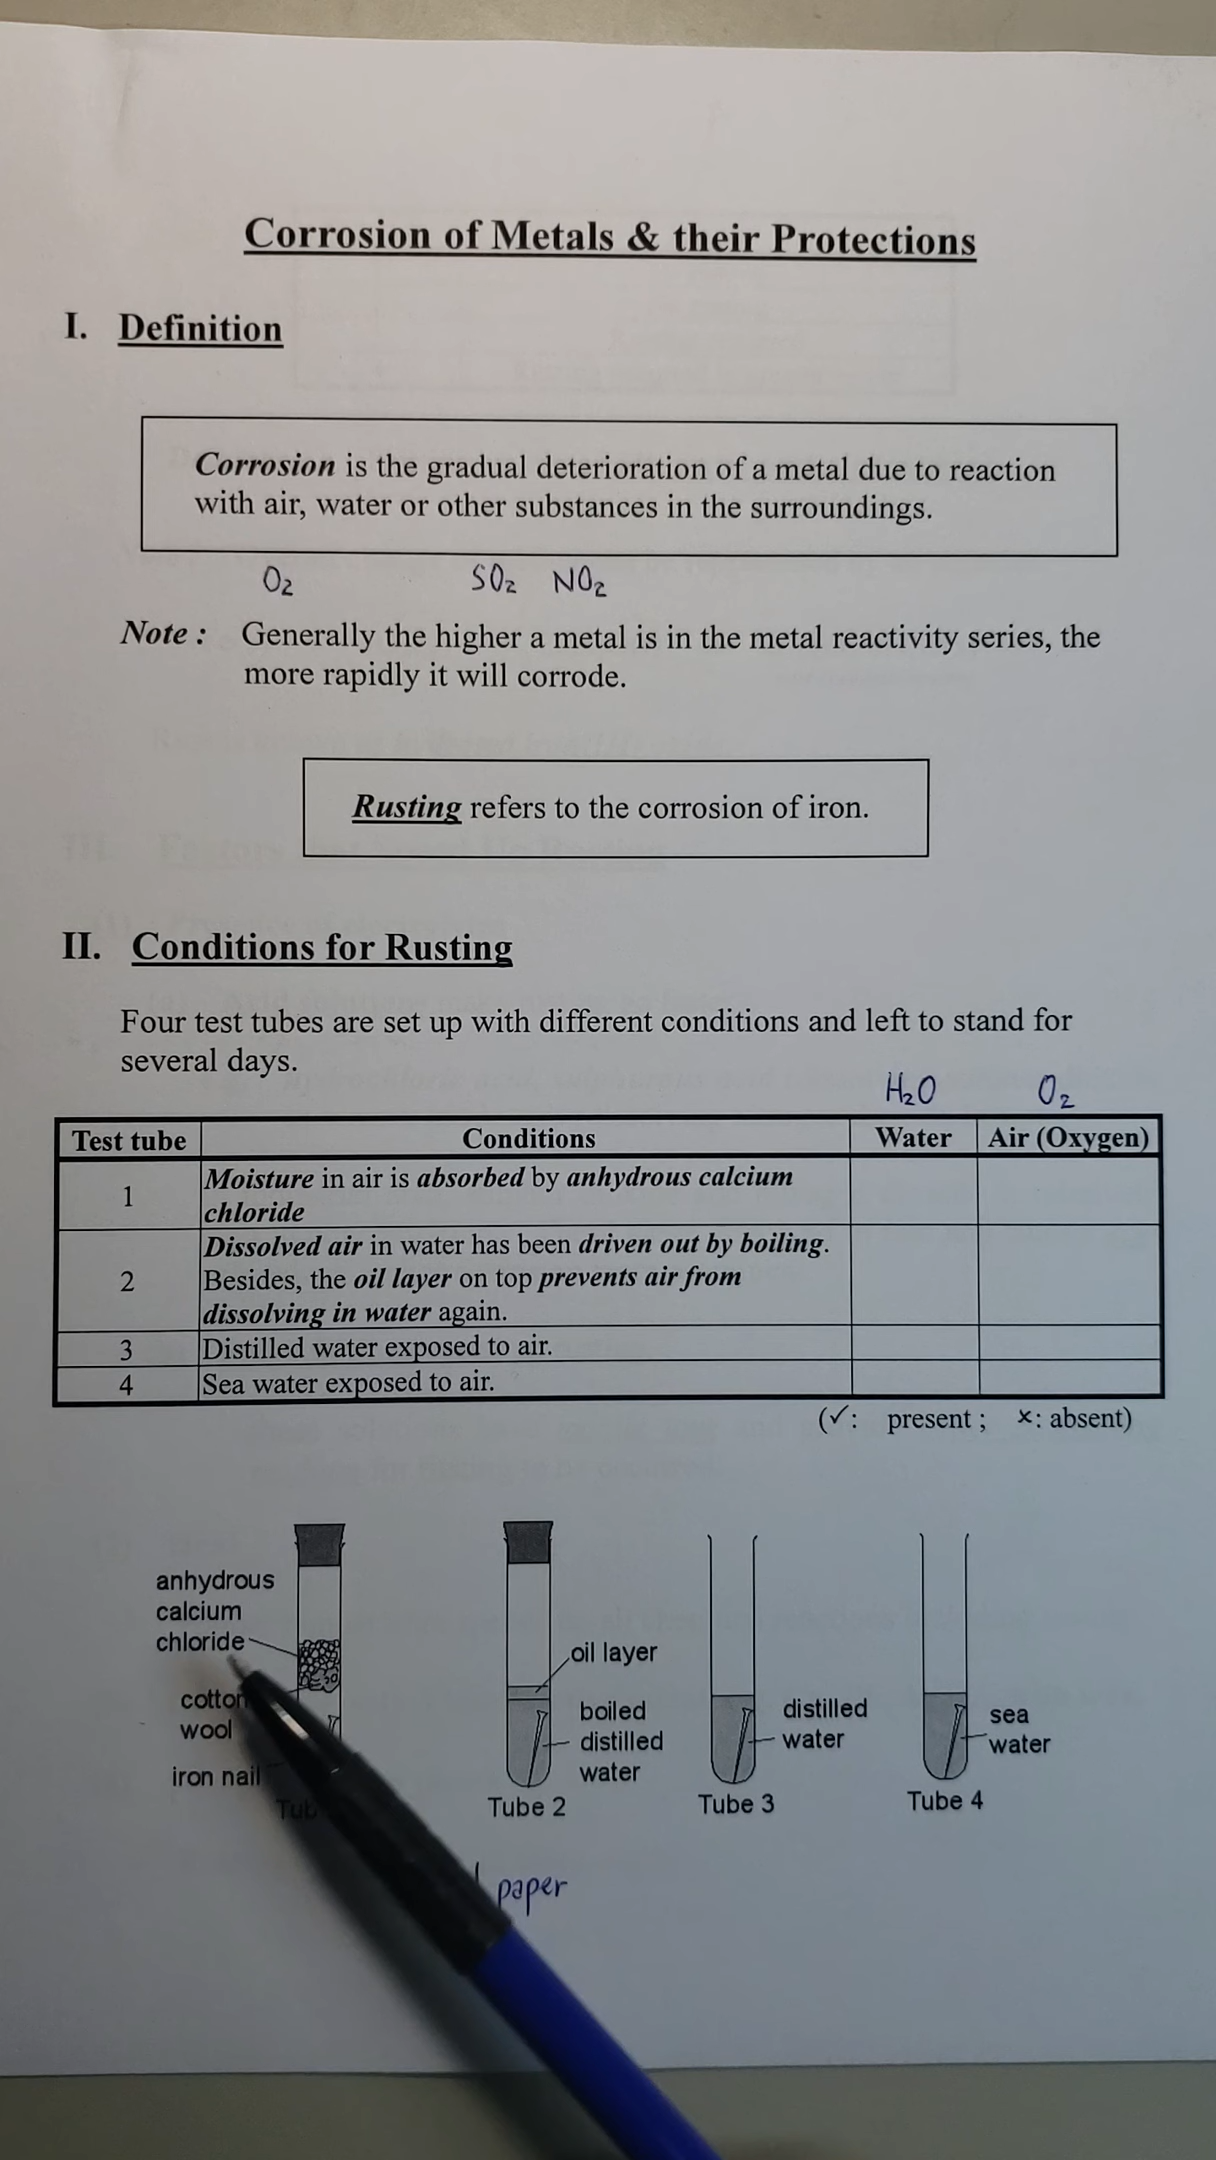 Corrosion of Metals & their Protections
I. Definition
Corrosion is the gradual deterioration of a metal due to reaction
with air, water or other substances in the surroundings.
O₂ SO₂ NO₂
Note : Generally the higher a metal is in the metal reactivity series, the
more rapidly it will corrode.
Rusting refers to the corrosion of iron.
II. Conditions for Rusting
Four test tubes are set up with different conditions and left to stand for
several days.
H₂O O₂
Test tube Conditions Water Air (Oxygen)
1 Moisture in air is absorbed by anhydrous calcium
chloride
2 Dissolved air in water has been driven out by boiling.
Besides, the oil layer on top prevents air from
dissolving in water again.
3 Distilled water exposed to air.
4 Sea water exposed to air.
(✓: present ; ×: absent)
anhydrous
calcium
chloride
cotton
wool
iron nail
oil layer
boiled
distilled
water
Tube 2
distilled
water
Tube 3
sea
water
Tube 4
paper